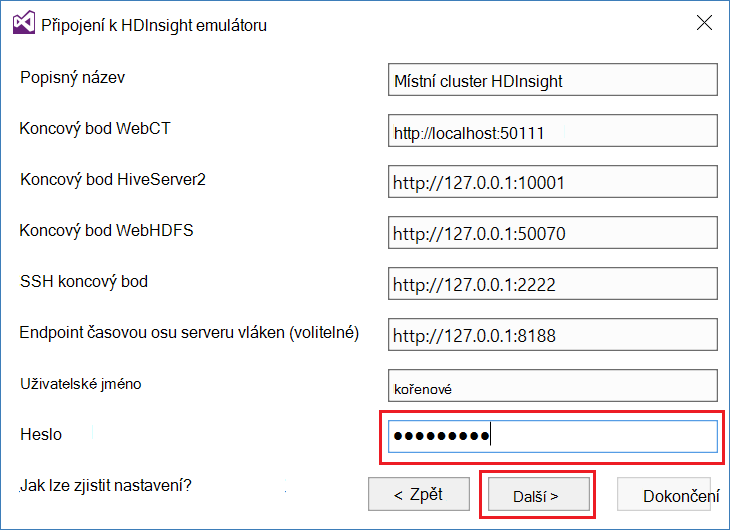 Připojení k HDInsight emulátoru
Popisný název
Místní cluster HDInsight
Koncový bod WebCT
http://localhost:50111
Koncový bod HiveServer2
http://127.0.0.1:10001
Koncový bod WebHDFS
http://127.0.0.1:50070
SSH koncový bod
http://127.0.0.1:2222
Endpoint časovou osu serveru vláken (volitelné)
http://127.0.0.1:8188
Uživatelské jméno
kořenové
Heslo
●●●●●●●●●
Jak lze zjistit nastavení?
< Zpět
Další >
Dokončení